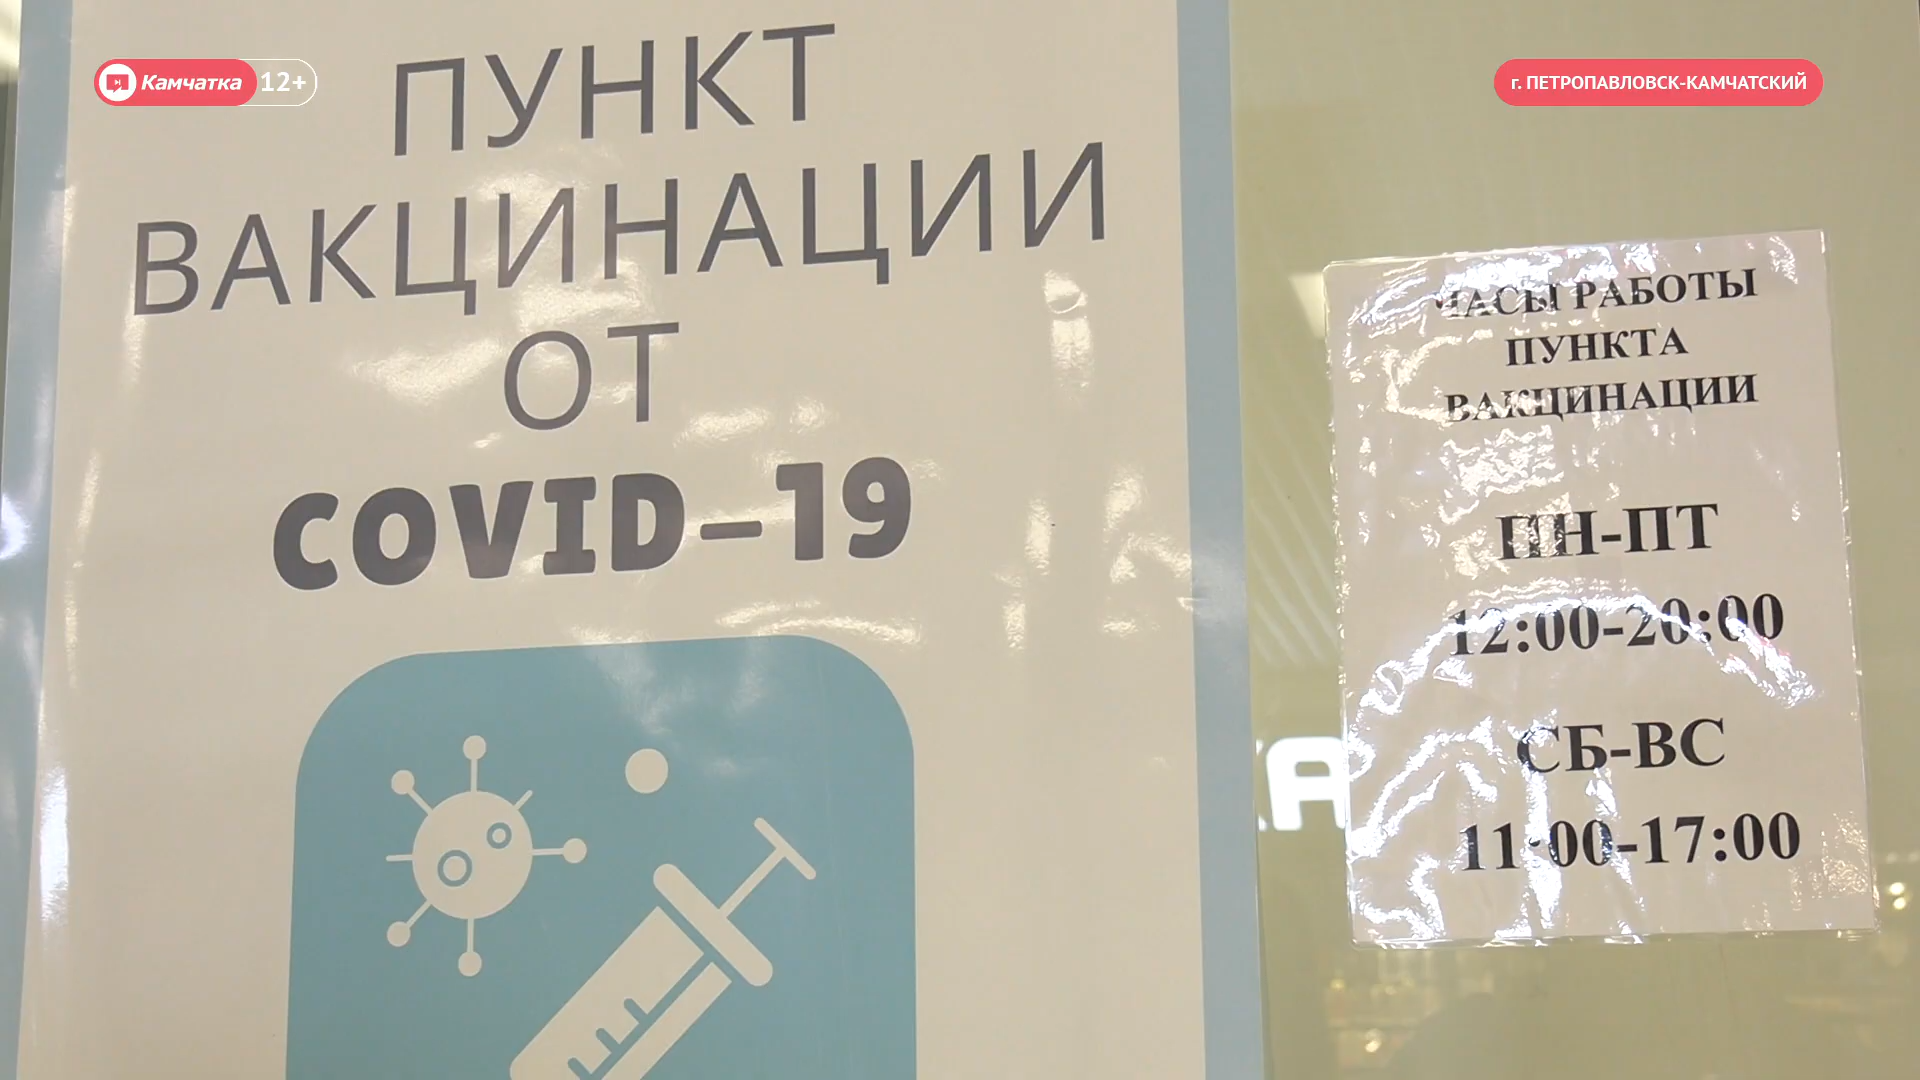 Камчатка 12+
г. ПЕТРОПАВЛОВСК-КАМЧАТСКИЙ
ПУНКТ
ВАКЦИНАЦИИ
ОТ
COVID-19
ЧАСЫ РАБОТЫ
ПУНКТА
ВАКЦИНАЦИИ
ПН-ПТ
12:00-20:00
СБ-ВС
11:00-17:00